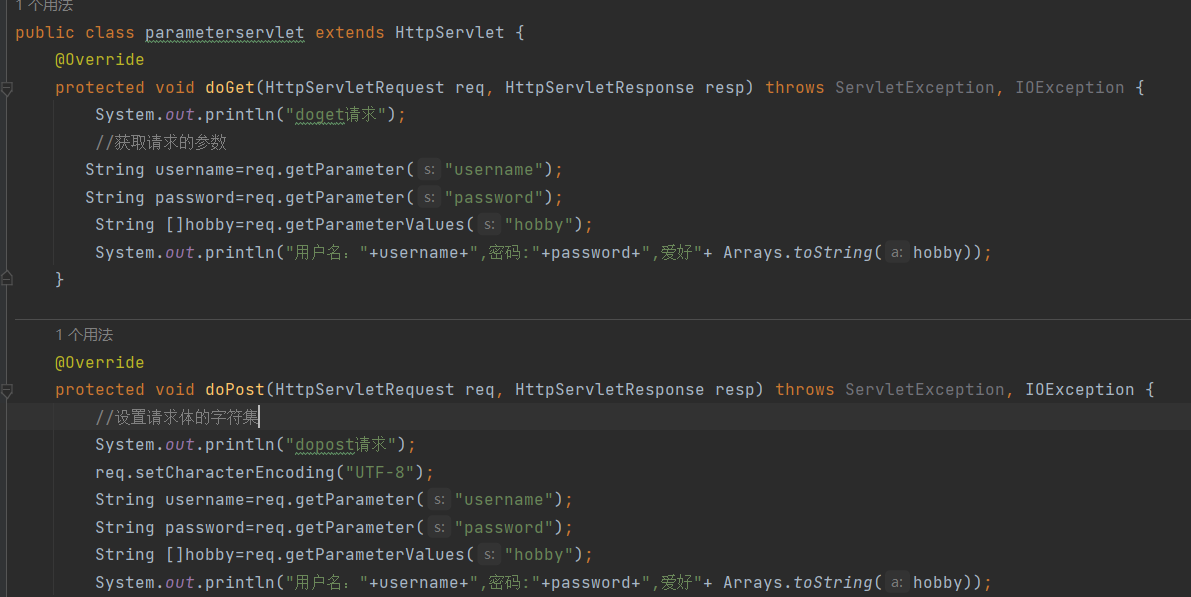 1 个用法
public class parameterservlet extends HttpServlet {
@Override
protected void doGet(HttpServletRequest req, HttpServletResponse resp) throws ServletException, IOException {
System.out.println("doget请求");
//获取请求的参数
String username=req.getParameter( s: "username");
String password=req.getParameter( s: "password");
String []hobby=req.getParameterValues( s: "hobby");
System.out.println("用户名："+username+",密码:"+password+",爱好"+ Arrays.toString( a: hobby));
}
1 个用法
@Override
protected void doPost(HttpServletRequest req, HttpServletResponse resp) throws ServletException, IOException {
//设置请求体的字符集
System.out.println("dopost请求");
req.setCharacterEncoding("UTF-8");
String username=req.getParameter( s: "username");
String password=req.getParameter( s: "password");
String []hobby=req.getParameterValues( s: "hobby");
System.out.println("用户名："+username+",密码:"+password+",爱好"+ Arrays.toString( a: hobby));